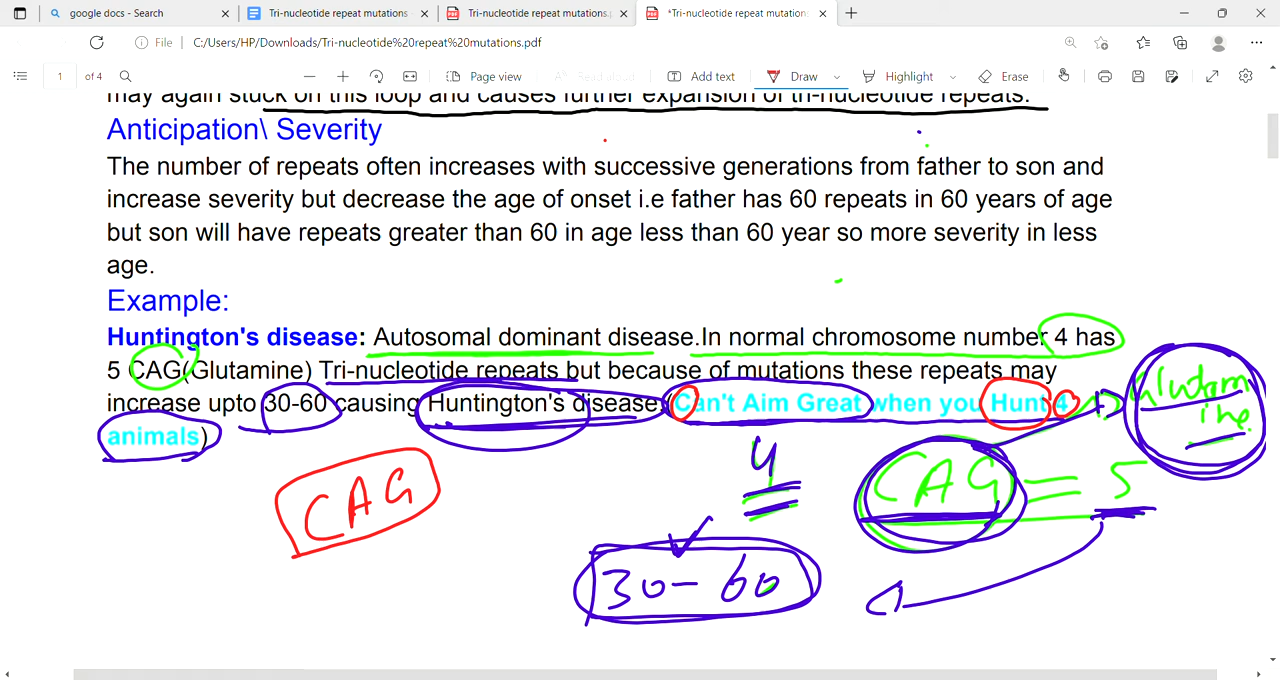 google docs - Search
Tri-nucleotide repeat mutations
Tri-nucleotide repeat mutations.p
*Tri-nucleotide repeat mutations
File C:/Users/HP/Downloads/Tri-nucleotide%20repeat%20mutations.pdf
1 of 4
Page view
Read aloud
Add text
Draw
Highlight
Erase
may again stuck on this loop and causes further expansion of tri-nucleotide repeats.
Anticipation\ Severity
The number of repeats often increases with successive generations from father to son and
increase severity but decrease the age of onset i.e father has 60 repeats in 60 years of age
but son will have repeats greater than 60 in age less than 60 year so more severity in less
age.
Example:
Huntington's disease: Autosomal dominant disease.In normal chromosome number 4 has
5 CAG(Glutamine) Tri-nucleotide repeats but because of mutations these repeats may
increase upto 30-60 causing Huntington's disease.(Can't Aim Great when you Hunt 4
animals)
Glutam
ine.
4
CAG = 5
CAG
30-60